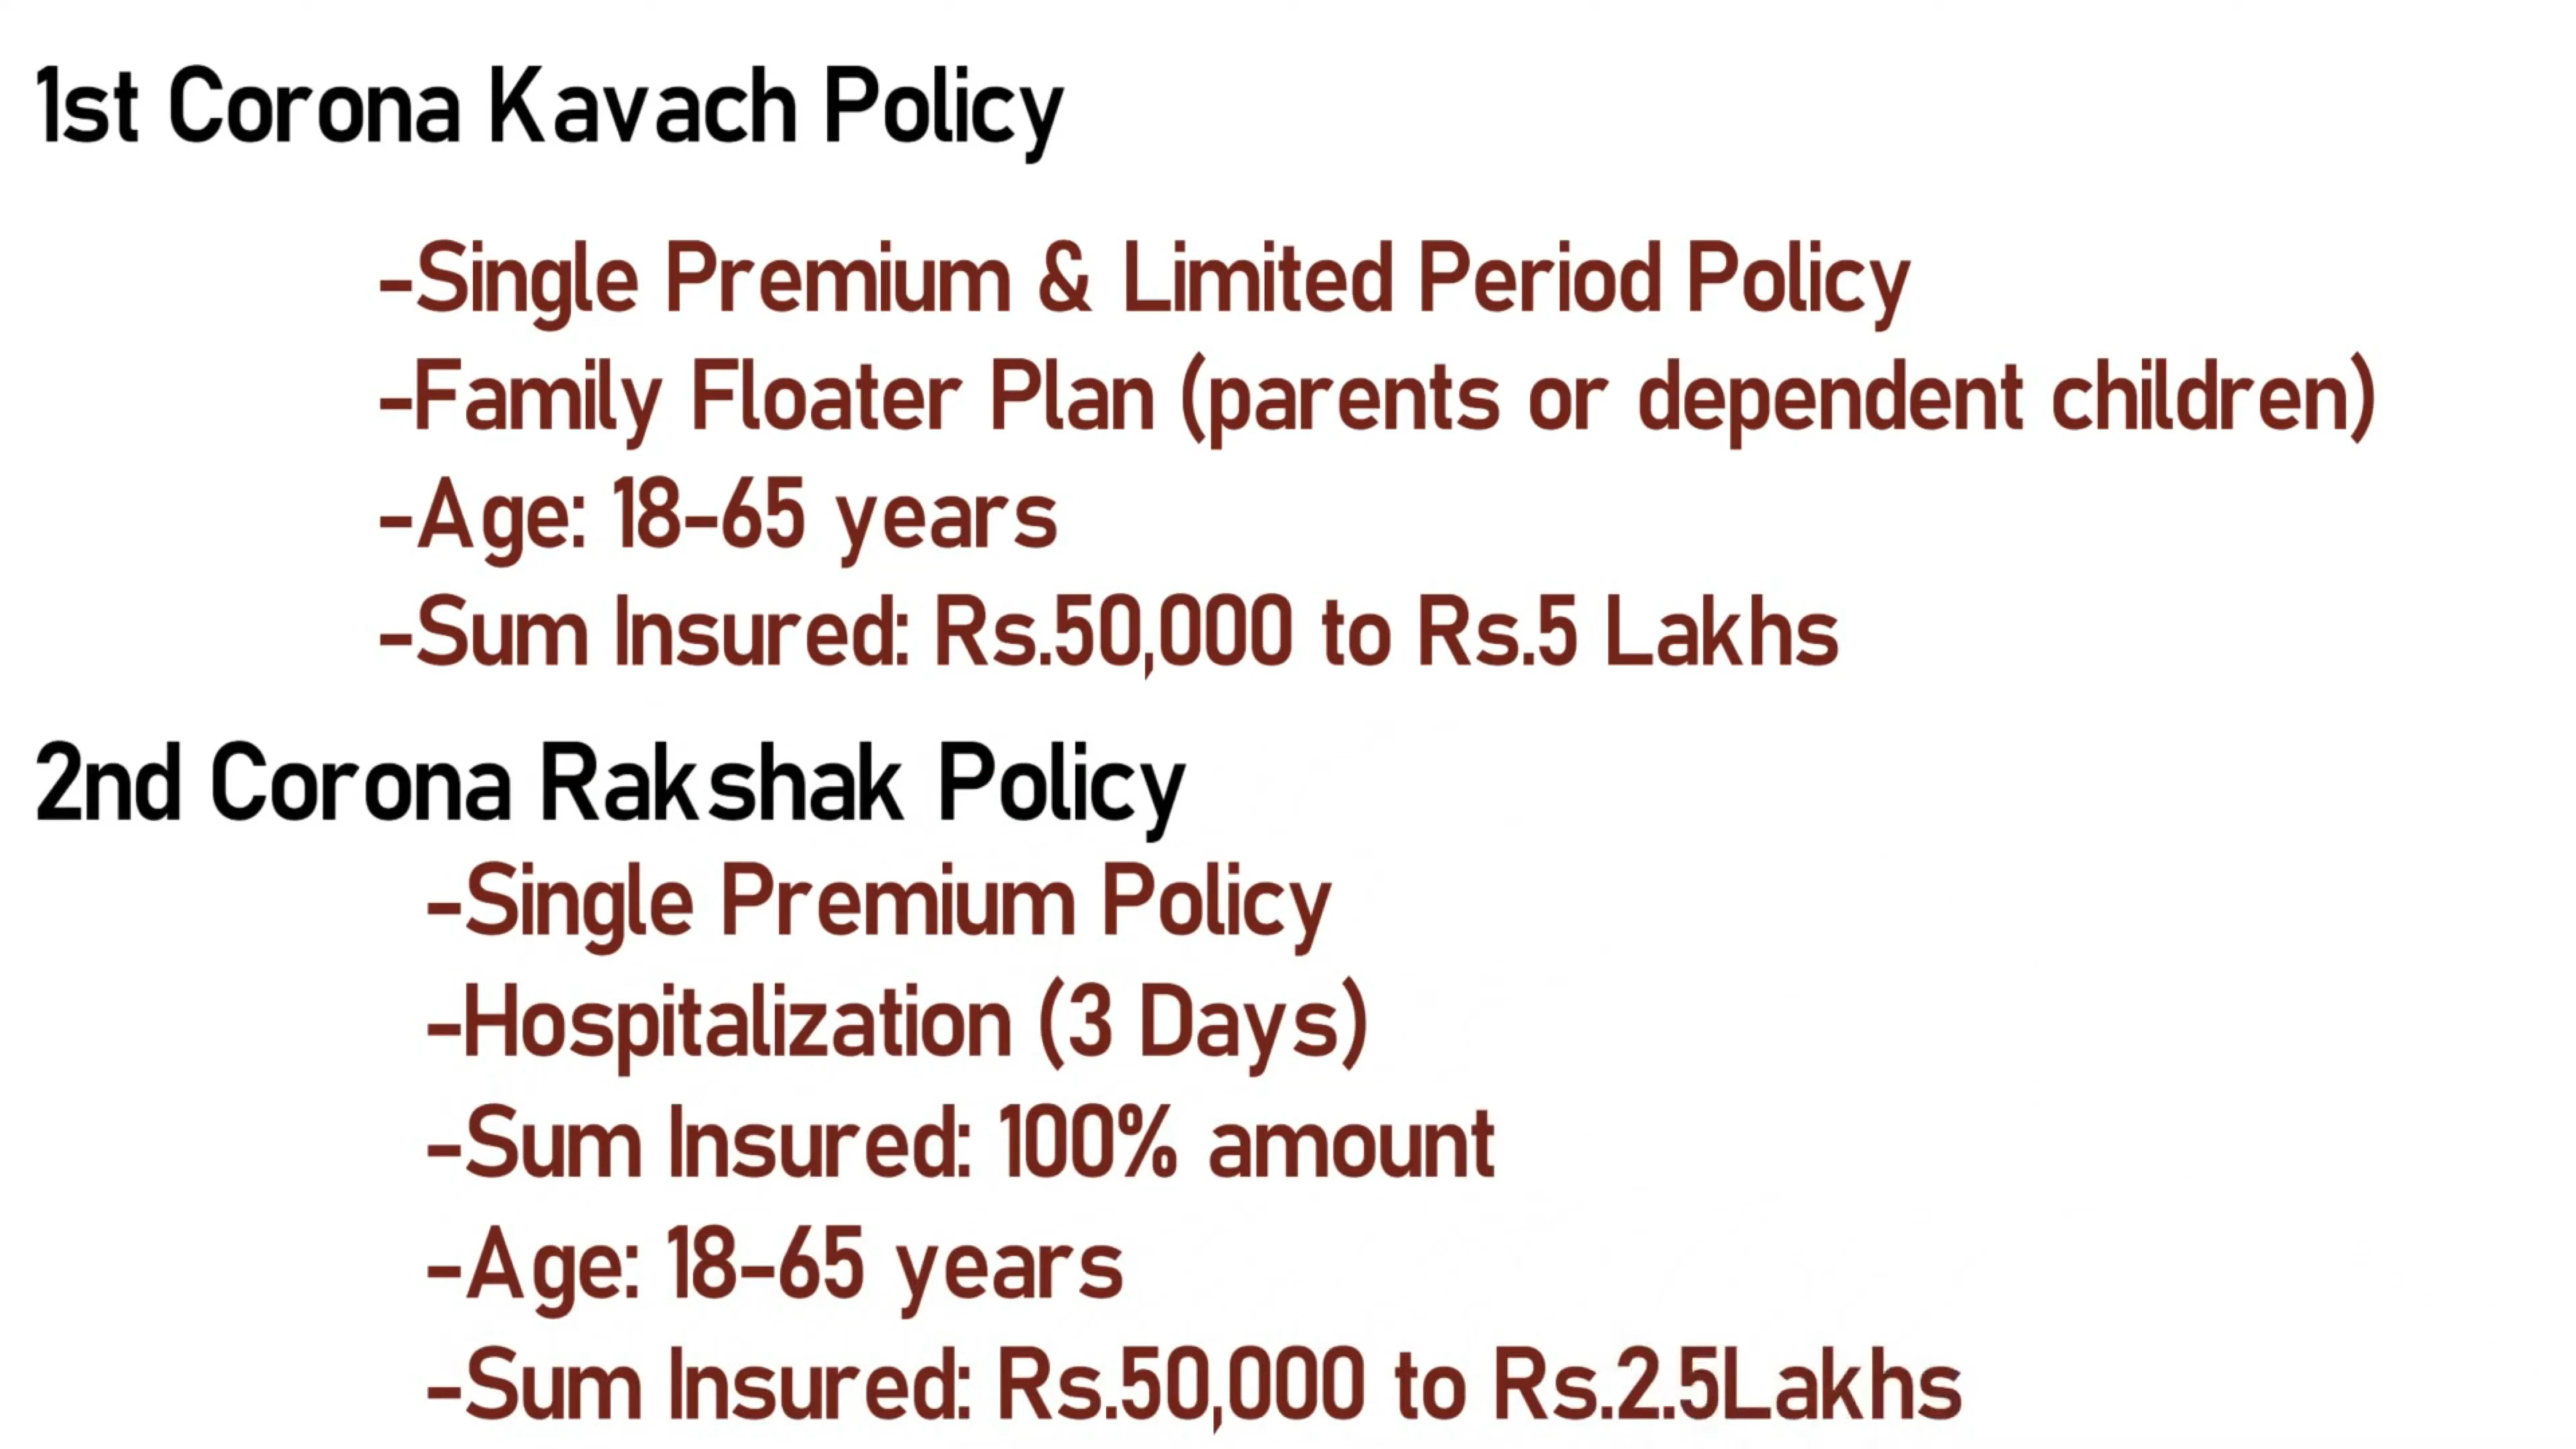 1st Corona Kavach Policy
-Single Premium & Limited Period Policy
-Family Floater Plan (parents or dependent children)
-Age: 18-65 years
-Sum Insured: Rs.50,000 to Rs.5 Lakhs
2nd Corona Rakshak Policy
-Single Premium Policy
-Hospitalization (3 Days)
-Sum Insured: 100% amount
-Age: 18-65 years
-Sum Insured: Rs.50,000 to Rs.2.5Lakhs